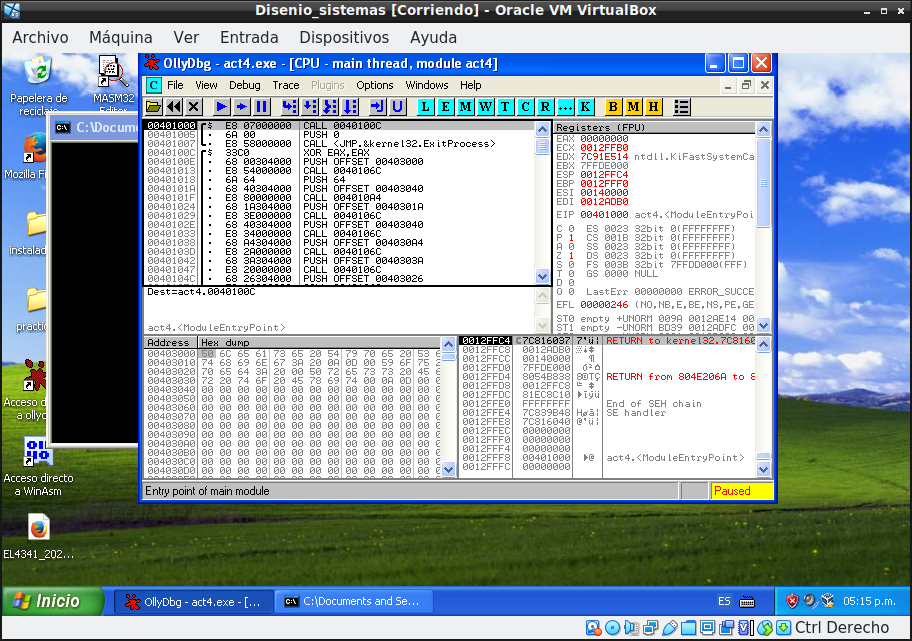 Disenio_sistemas [Corriendo] - Oracle VM VirtualBox
Archivo Máquina Ver Entrada Dispositivos Ayuda
Papelera de reciclaje
MASM32 Editor
C:\Docume
Mozilla Fi
instalad
practic
Acceso d
a ollyd
Acceso directo
a WinAsm
EL4341_202...
OllyDbg - act4.exe - [CPU - main thread, module act4]
C File View Debug Trace Plugins Options Windows Help
L E M W T C R ... K B M H
00401000 E8 07000000 CALL 0040100C
00401005 6A 00 PUSH 0
00401007 E8 58000000 CALL <JMP.&kernel32.ExitProcess>
0040100C 33C0 XOR EAX,EAX
68 00304000 PUSH OFFSET 00403000
00401013 E8 54000000 CALL 0040106C
00401018 6A 64 PUSH 64
0040101A 68 40304000 PUSH OFFSET 00403040
0040101F E8 80000000 CALL 004010A4
00401024 68 1A304000 PUSH OFFSET 0040301A
00401029 E8 3E000000 CALL 0040106C
0040102E 68 40304000 PUSH OFFSET 00403040
00401033 E8 34000000 CALL 0040106C
00401038 68 A4304000 PUSH OFFSET 004030A4
E8 2A000000 CALL 0040106C
00401042 68 3A304000 PUSH OFFSET 0040303A
00401047 E8 20000000 CALL 0040106C
0040104C 68 26304000 PUSH OFFSET 00403026
Dest=act4.0040100C
act4.<ModuleEntryPoint>
Registers (FPU)
EAX 00000000
ECX 0012FFB0
EDX 7C91E514 ntdll.KiFastSystemCa
EBX 7FFDE000
ESP 0012FFC4
EBP 0012FFF0
ESI 00140000
EDI 0012ADB0
EIP 00401000 act4.<ModuleEntryPoi
C 0 ES 0023 32bit 0(FFFFFFFF)
P 1 CS 001B 32bit 0(FFFFFFFF)
A 0 SS 0023 32bit 0(FFFFFFFF)
Z 1 DS 0023 32bit 0(FFFFFFFF)
S 0 FS 003B 32bit 7FFDD000(FFF)
T 0 GS 0000 NULL
D 0
O 0 LastErr 00000000 ERROR_SUCCE
EFL 00000246 (NO,NB,E,BE,NS,PE,GE
ST0 empty +UNORM 009A 0012AE14 00
ST1 empty -UNORM BD39 0012ADFC 00
Address Hex dump
00403000 50 6C 65 61 73 65 20 54 79 70 65 20 53 6
00403010 74 68 69 6E 67 3A 20 0A 0D 00 59 6F 75
00403020 70 65 64 3A 20 00 50 72 65 73 73 20 45 6
00403030 72 20 74 6F 20 45 78 69 74 00 0A 0D 00 0
00403040 00 00 00 00 00 00 00 00 00 00 00 00 00 0
00403050 00 00 00 00 00 00 00 00 00 00 00 00 00 0
00403060 00 00 00 00 00 00 00 00 00 00 00 00 00 0
00403070 00 00 00 00 00 00 00 00 00 00 00 00 00 0
00403080 00 00 00 00 00 00 00 00 00 00 00 00 00 0
00403090 00 00 00 00 00 00 00 00 00 00 00 00 00 0
004030A0 00 00 00 00 00 00 00 00 00 00 00 00 00 0
004030B0 00 00 00 00 00 00 00 00 00 00 00 00 00 0
004030C0 00 00 00 00 00 00 00 00 00 00 00 00 00 0
004030D0 00 00 00 00 00 00 00 00 00 00 00 00 00 0
0012FFC4 7C816037 RETURN to kernel32.7C8160
0012FFC8 0012ADB0
0012FFCC 00140000
0012FFD0 7FFDE000
0012FFD4 8054B838 RETURN from 804E206A to 8
0012FFD8 0012FFC8
0012FFDC 81EC8C10
0012FFE0 FFFFFFFF End of SEH chain
0012FFE4 7C839B48 SE handler
0012FFE8 7C816040
0012FFEC 00000000
0012FFF0 00000000
0012FFF4 00000000
0012FFF8 00401000 act4.<ModuleEntryPoint>
0012FFFC 00000000
Entry point of main module Paused
Inicio OllyDbg - act4.exe - [... C:\Documents and Se... ES 05:15 p.m.
Ctrl Derecho